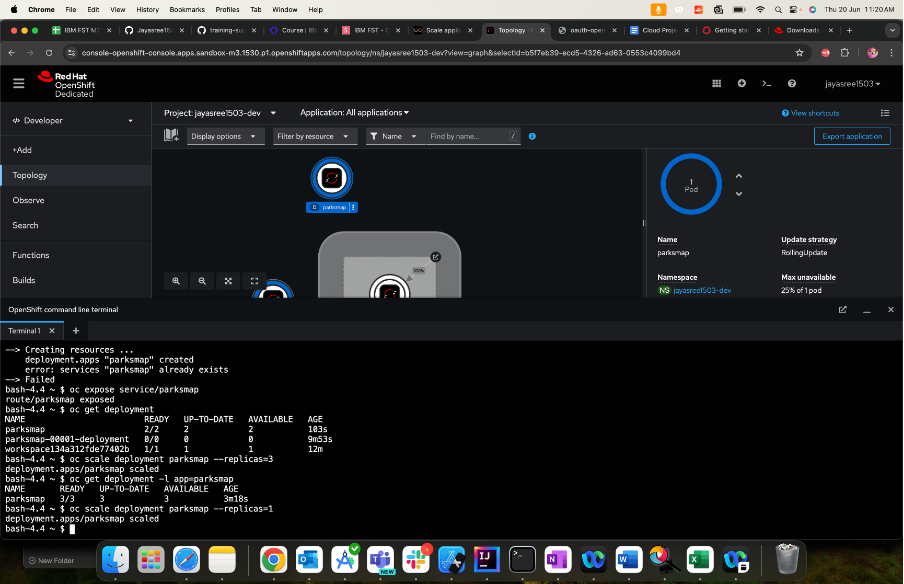 Chrome File Edit View History Bookmarks Profiles Tab Window Help Thu 20 Jun 11:20 AM
IBM FST M3 Jayasree15 training-su Course | IBM IBM FST - C Scale applic Topology oauth-open Cloud Proje Getting star Downloads
console-openshift-console.apps.sandbox-m3.1530.p1.openshiftapps.com/topology/ns/jayasree1503-dev?view=graph&selectId=b5f7eb39-ecd5-4326-ad63-0553c4099bd4
Red Hat
OpenShift
Dedicated
jayasree1503
Developer
Project: jayasree1503-dev
Application: All applications
View shortcuts
Display options
Filter by resource
Name
Find by name...
/
Export application
+Add
Topology
Observe
Search
Functions
Builds
D parksmap
100%
1
Pod
Name
parksmap
Update strategy
RollingUpdate
Namespace
NS jayasree1503-dev
Max unavailable
25% of 1 pod
OpenShift command line terminal
Terminal 1
--> Creating resources ...
deployment.apps "parksmap" created
error: services "parksmap" already exists
--> Failed
bash-4.4 ~ $ oc expose service/parksmap
route/parksmap exposed
bash-4.4 ~ $ oc get deployment
NAME READY UP-TO-DATE AVAILABLE AGE
parksmap 2/2 2 2 103s
parksmap-00001-deployment 0/0 0 0 9m53s
workspace134a312fde77402b 1/1 1 1 12m
bash-4.4 ~ $ oc scale deployment parksmap --replicas=3
deployment.apps/parksmap scaled
bash-4.4 ~ $ oc get deployment -l app=parksmap
NAME READY UP-TO-DATE AVAILABLE AGE
parksmap 3/3 3 3 3m18s
bash-4.4 ~ $ oc scale deployment parksmap --replicas=1
deployment.apps/parksmap scaled
bash-4.4 ~ $
New Folder
NEW